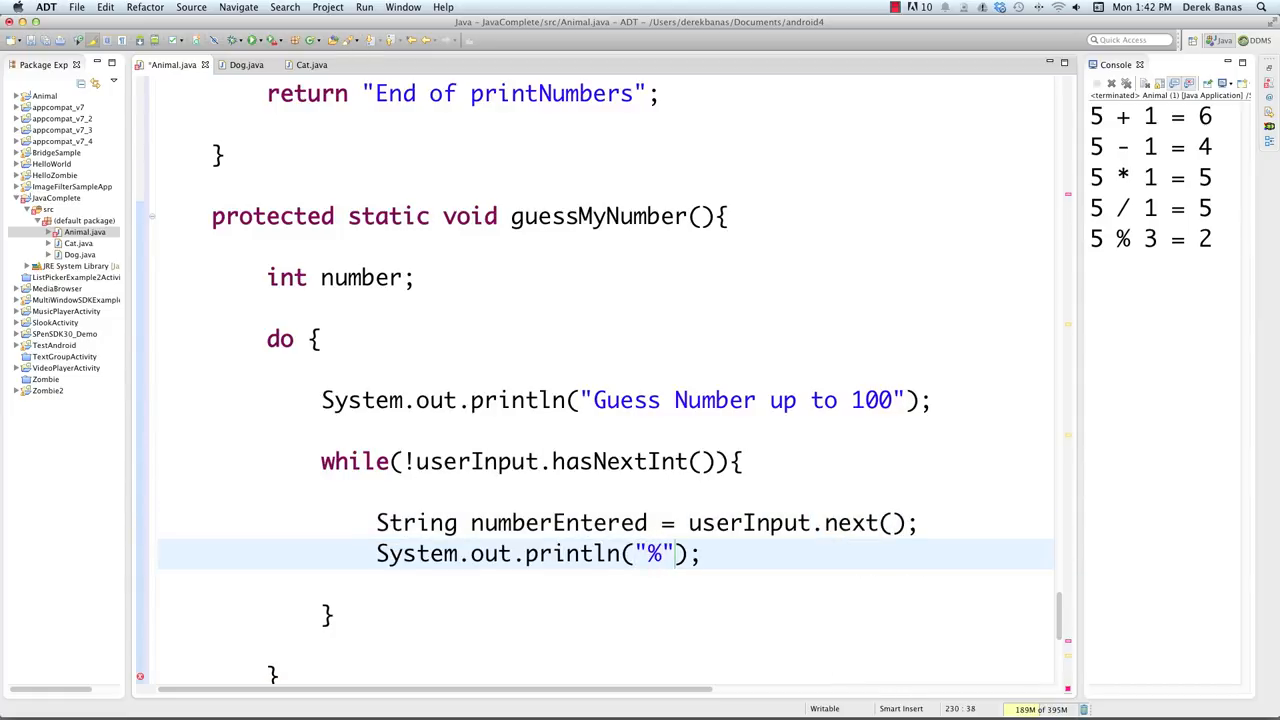 ADT File Edit Refactor Source Navigate Search Project Run Window Help
10 Mon 1:42 PM Derek Banas
Java - JavaComplete/src/Animal.java - ADT - /Users/derekbanas/Documents/android4
Quick Access Java DDMS
Package Exp
Animal
appcompat_v7
appcompat_v7_2
appcompat_v7_3
appcompat_v7_4
BridgeSample
HelloWorld
HelloZombie
ImageFilterSampleApp
JavaComplete
src
(default package)
Animal.java
Cat.java
Dog.java
JRE System Library [Ja
ListPickerExample2Activi
MediaBrowser
MultiWindowSDKExample
MusicPlayerActivity
SlookActivity
SPenSDK30_Demo
TestAndroid
TextGroupActivity
VideoPlayerActivity
Zombie
Zombie2
*Animal.java Dog.java Cat.java
return "End of printNumbers";
}
protected static void guessMyNumber(){
int number;
do {
System.out.println("Guess Number up to 100");
while(!userInput.hasNextInt()){
String numberEntered = userInput.next();
System.out.println("%");
}
}
Console
<terminated> Animal (1) [Java Application] /S
5 + 1 = 6
5 - 1 = 4
5 * 1 = 5
5 / 1 = 5
5 % 3 = 2
Writable Smart Insert 230 : 38 189M of 395M